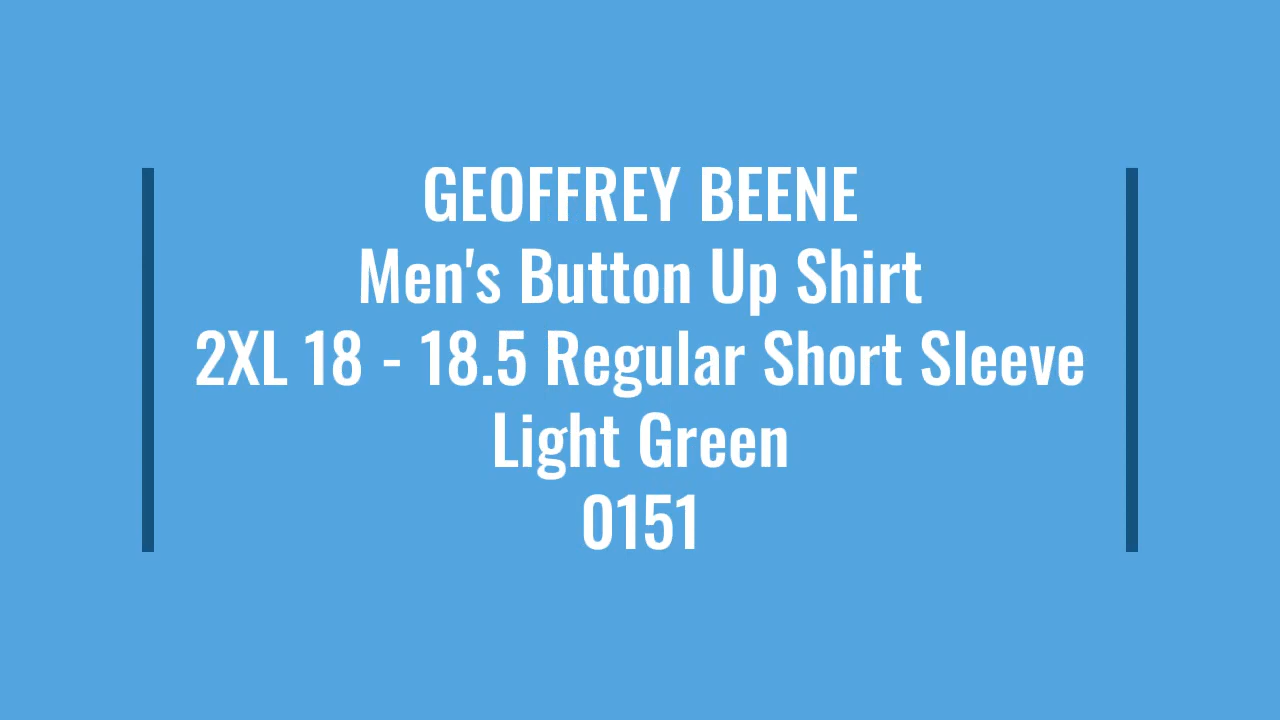 GEOFFREY BEENE
Men's Button Up Shirt
2XL 18 - 18.5 Regular Short Sleeve
Light Green
0151